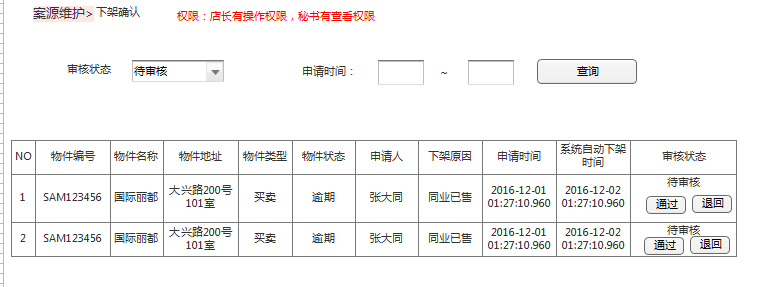 案源维护> 下架确认 权限：店长有操作权限，秘书有查看权限
审核状态 待审核 申请时间： ~ 查询
NO 物件编号 物件名称 物件地址 物件类型 物件状态 申请人 下架原因 申请时间 系统自动下架时间 审核状态
1 SAM123456 国际丽都 大兴路200号101室 买卖 逾期 张大同 同业已售 2016-12-01 01:27:10.960 2016-12-02 01:27:10.960 待审核 通过 退回
2 SAM123456 国际丽都 大兴路200号101室 买卖 逾期 张大同 同业已售 2016-12-01 01:27:10.960 2016-12-02 01:27:10.960 待审核 通过 退回